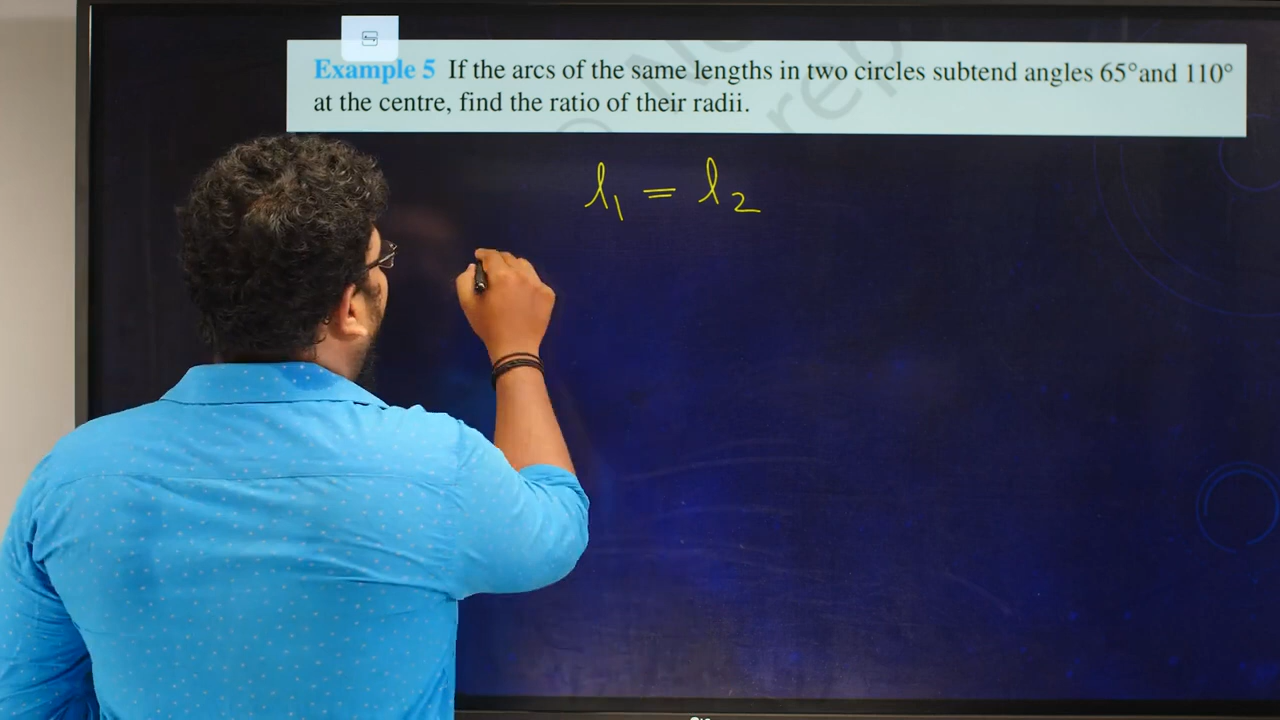 Example 5 If the arcs of the same lengths in two circles subtend angles 65°and 110°
at the centre, find the ratio of their radii.
l₁ = l₂